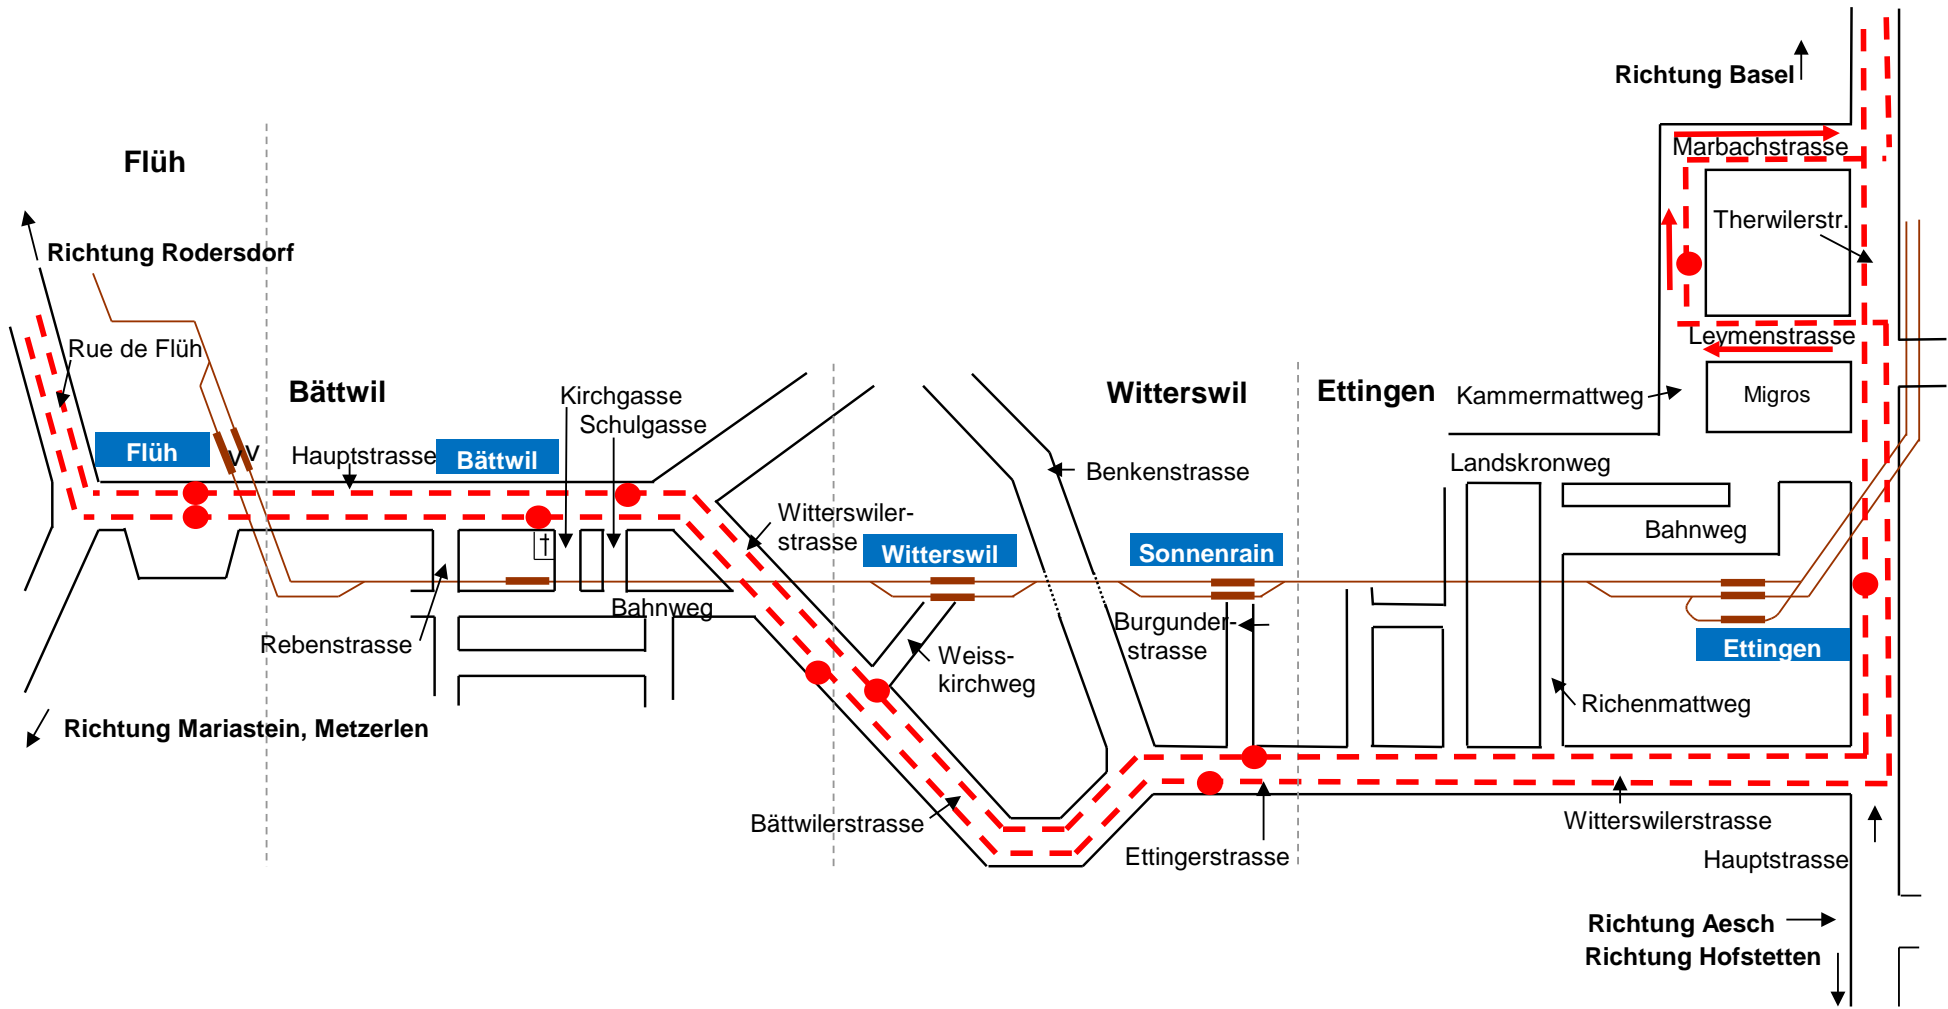 Richtung Basel
Marbachstrasse
Flüh
Therwilerstr.
Richtung Rodersdorf
Leymenstrasse
Rue de Flüh
Bättwil
Kirchgasse
Schulgasse
Witterswil
Ettingen
Kammermattweg
Migros
Flüh
V V
Hauptstrasse
Bättwil
Benkenstrasse
Landskronweg
Witterswiler-
strasse
Witterswil
Sonnenrain
Bahnweg
†
Bahnweg
Rebenstrasse
Burgunder-
strasse
Ettingen
Weiss-
kirchweg
Richenmattweg
Richtung Mariastein, Metzerlen
Bättwilerstrasse
Witterswilerstrasse
Ettingerstrasse
Hauptstrasse
Richtung Aesch
Richtung Hofstetten